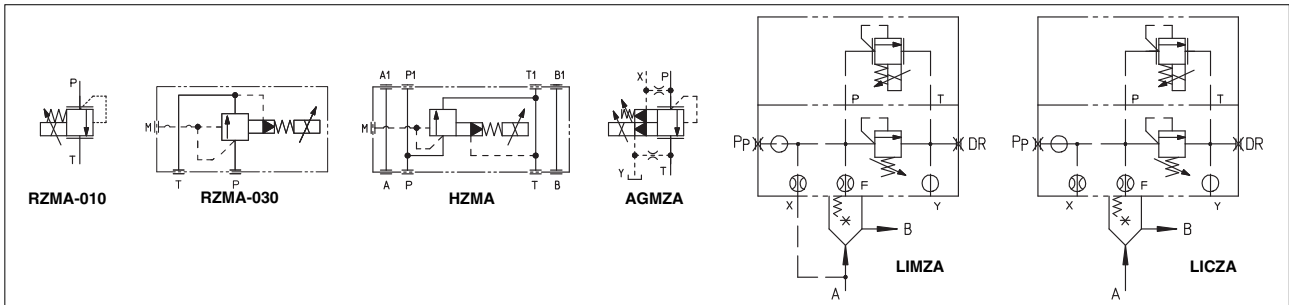 P
T
RZMA-010
M
T
P
RZMA-030
A1
P1
T1
B1
M
A
P
T
B
HZMA
X
P
Y
T
AGMZA
P
T
Pp
DR
X
F
Y
B
A
LIMZA
P
T
Pp
DR
X
F
Y
B
A
LICZA